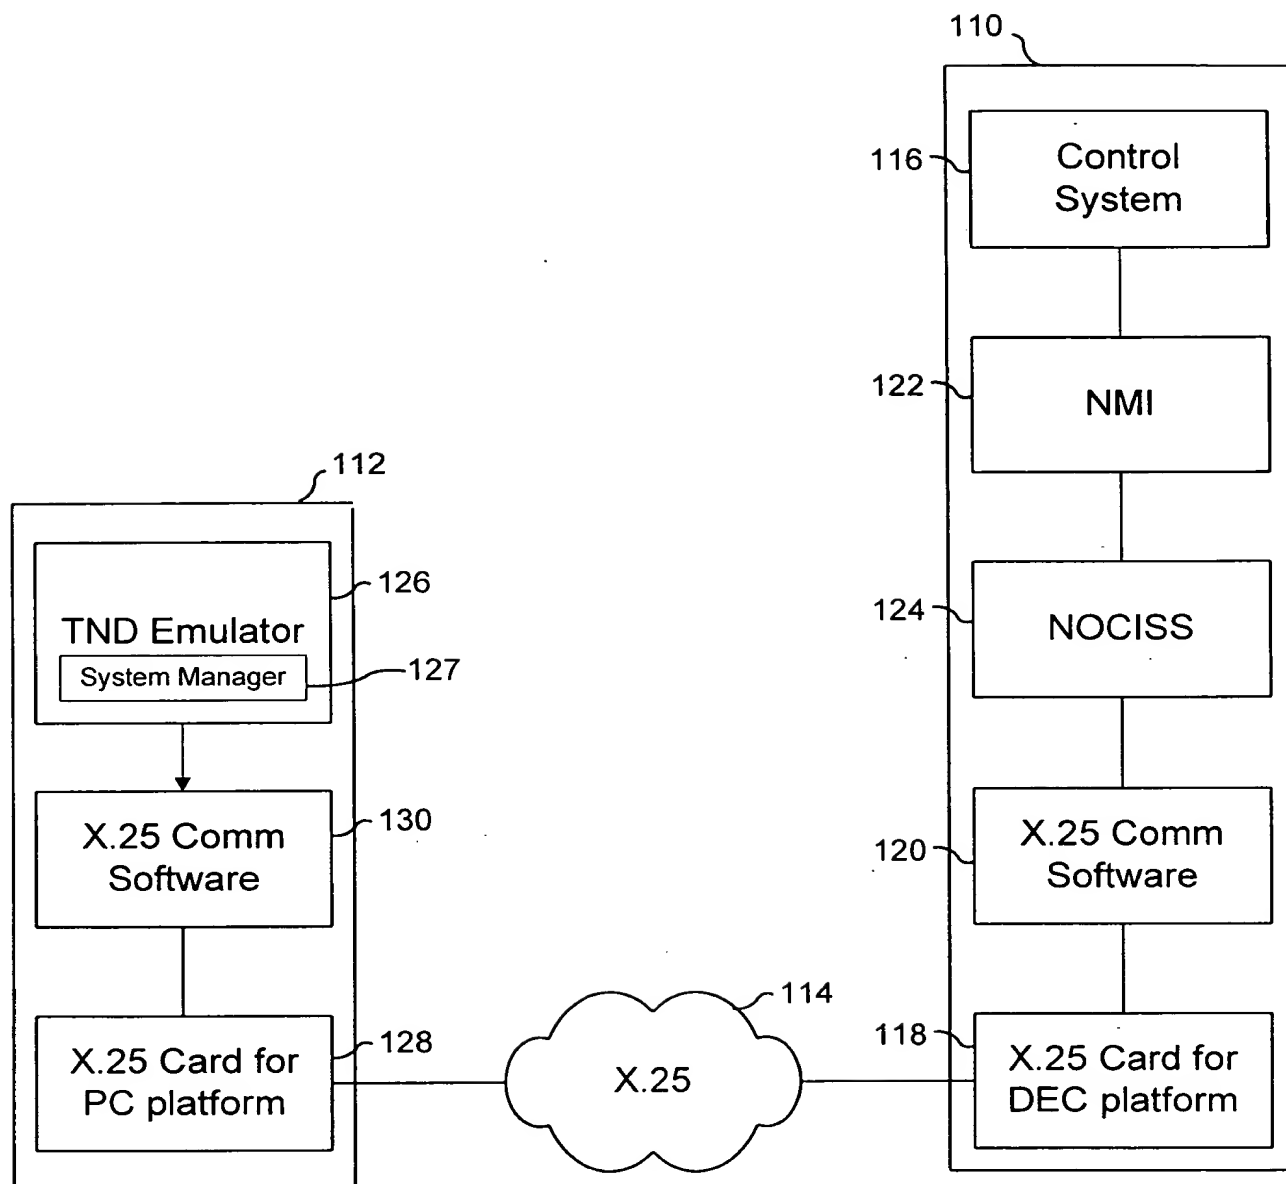 110
116
Control
System
122
NMI
112
124
NOCISS
126
TND Emulator
System Manager
127
X.25 Comm
Software
130
120
X.25 Comm
Software
114
X.25 Card for
PC platform
128
X.25
118
X.25 Card for
DEC platform